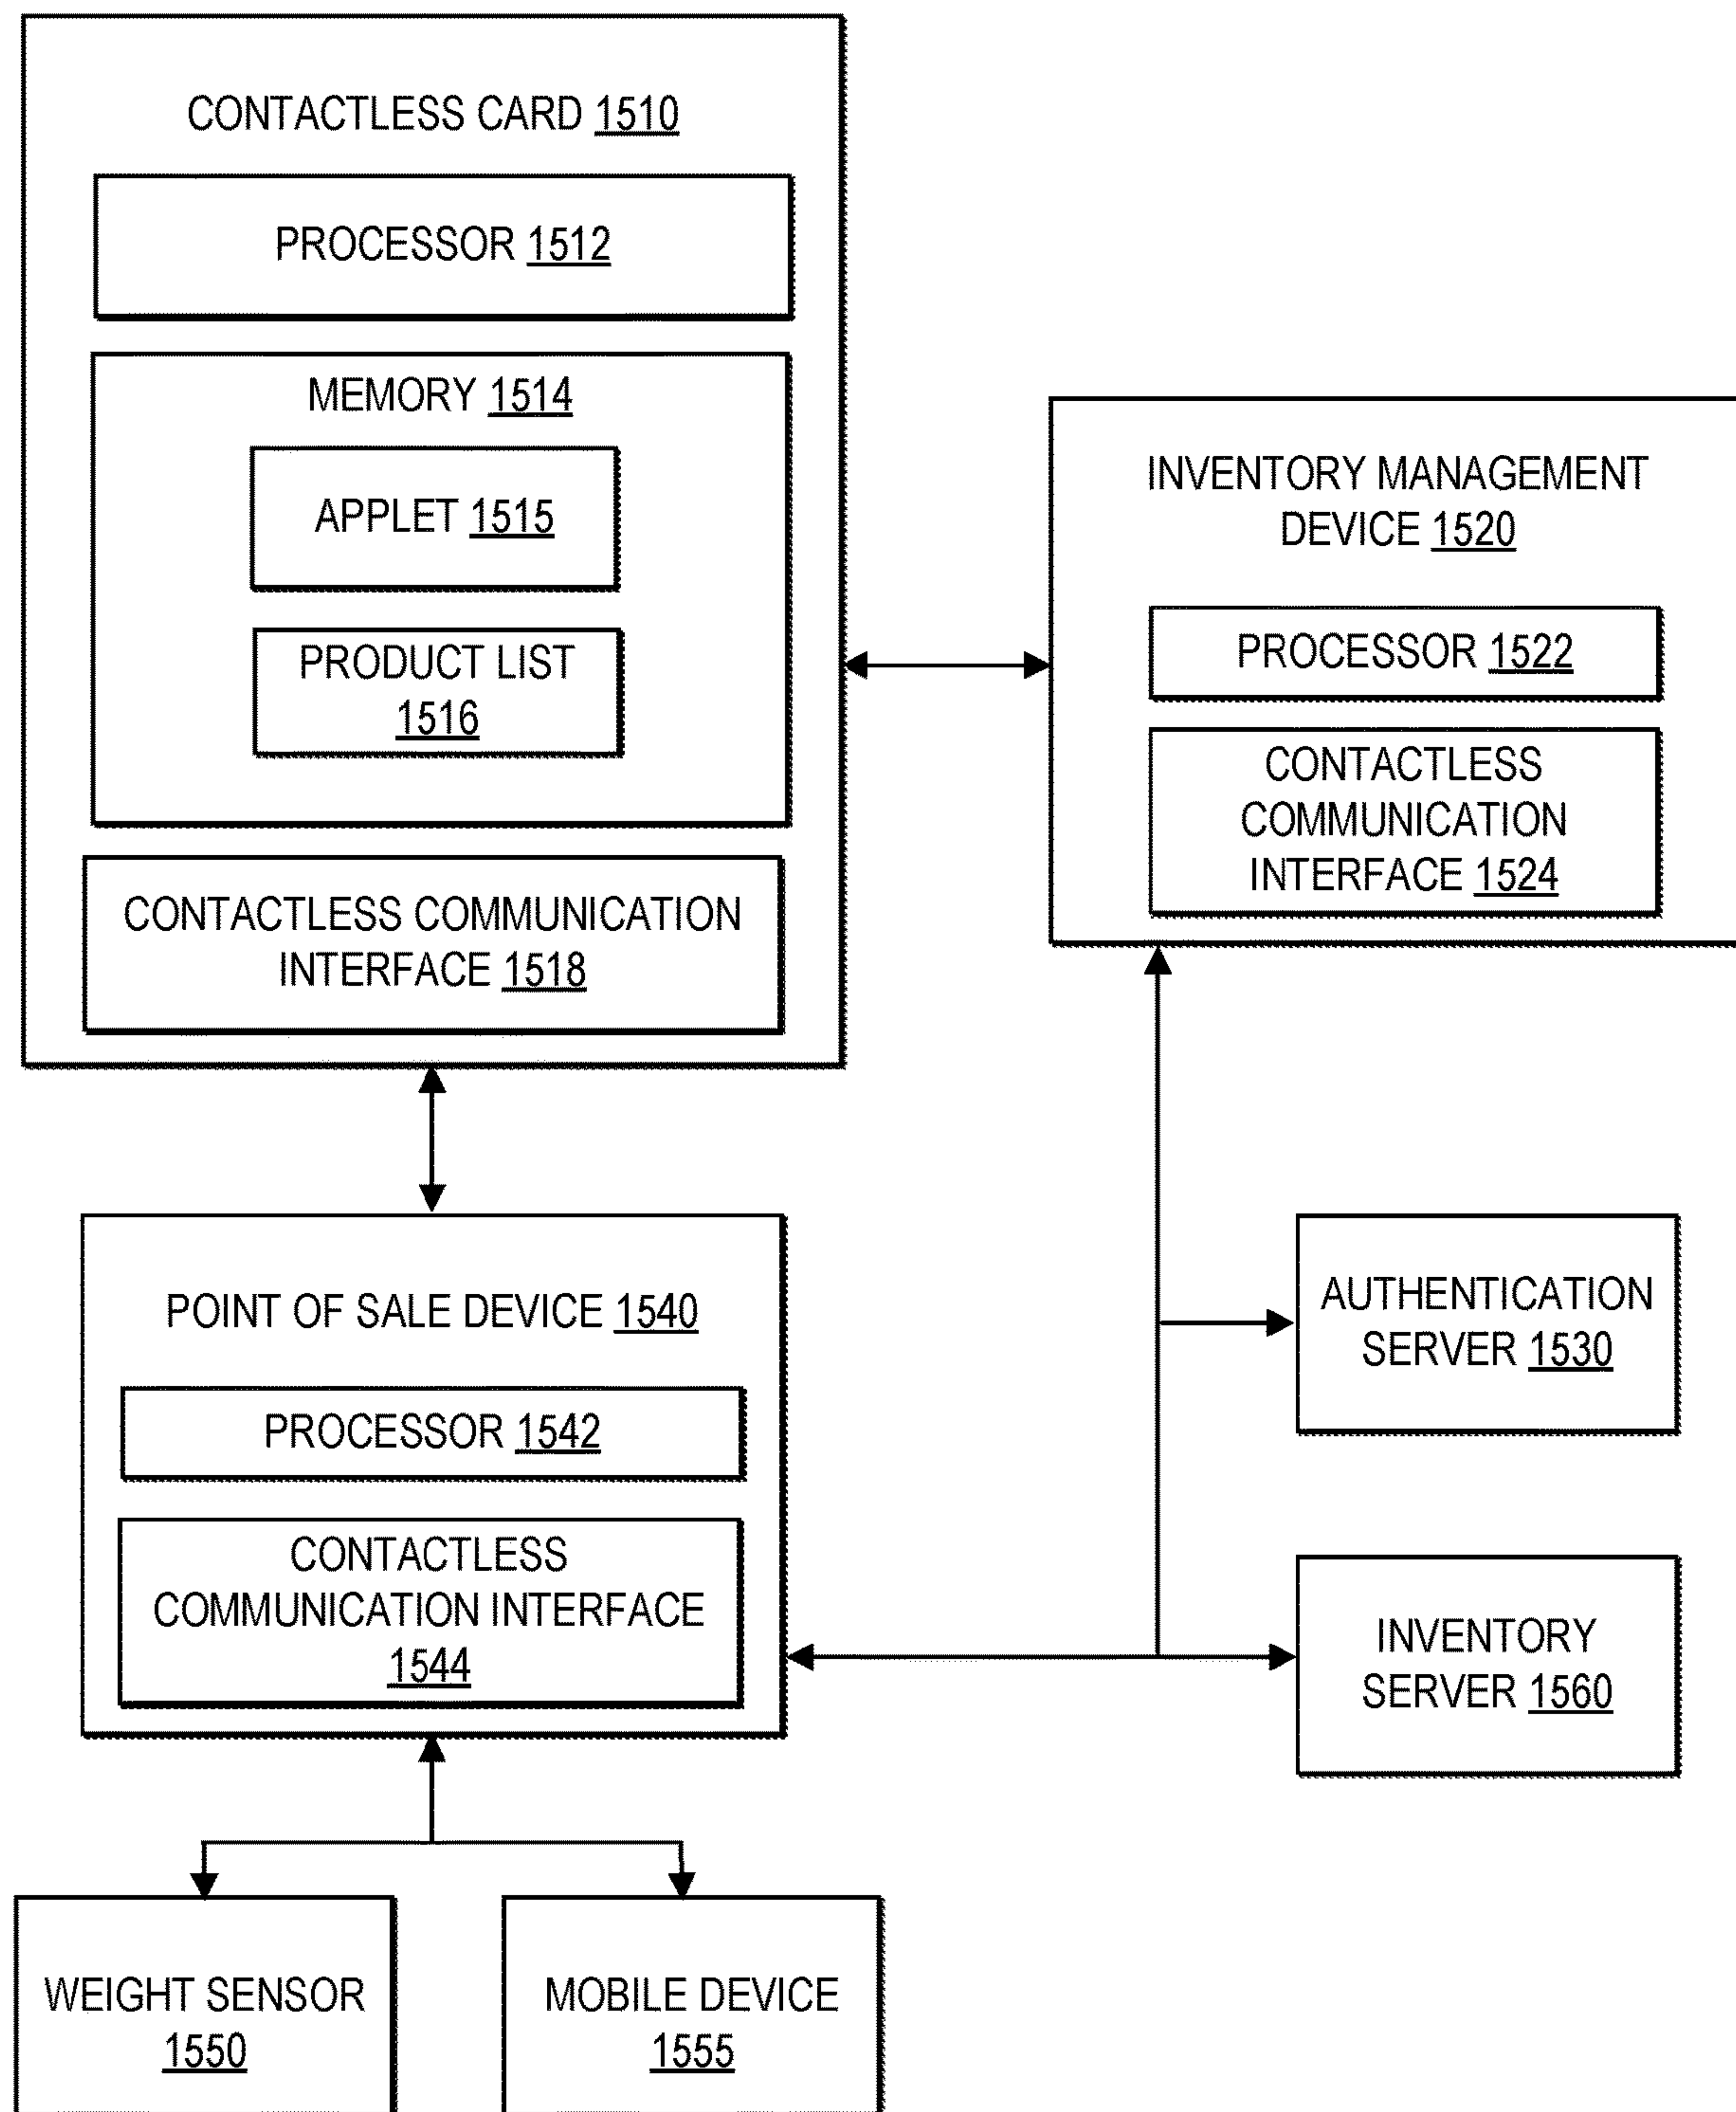 CONTACTLESS CARD 1510
PROCESSOR 1512
MEMORY 1514
APPLET 1515
PRODUCT LIST
1516
CONTACTLESS COMMUNICATION
INTERFACE 1518
INVENTORY MANAGEMENT
DEVICE 1520
PROCESSOR 1522
CONTACTLESS
COMMUNICATION
INTERFACE 1524
POINT OF SALE DEVICE 1540
PROCESSOR 1542
CONTACTLESS
COMMUNICATION INTERFACE
1544
AUTHENTICATION
SERVER 1530
INVENTORY
SERVER 1560
WEIGHT SENSOR
1550
MOBILE DEVICE
1555